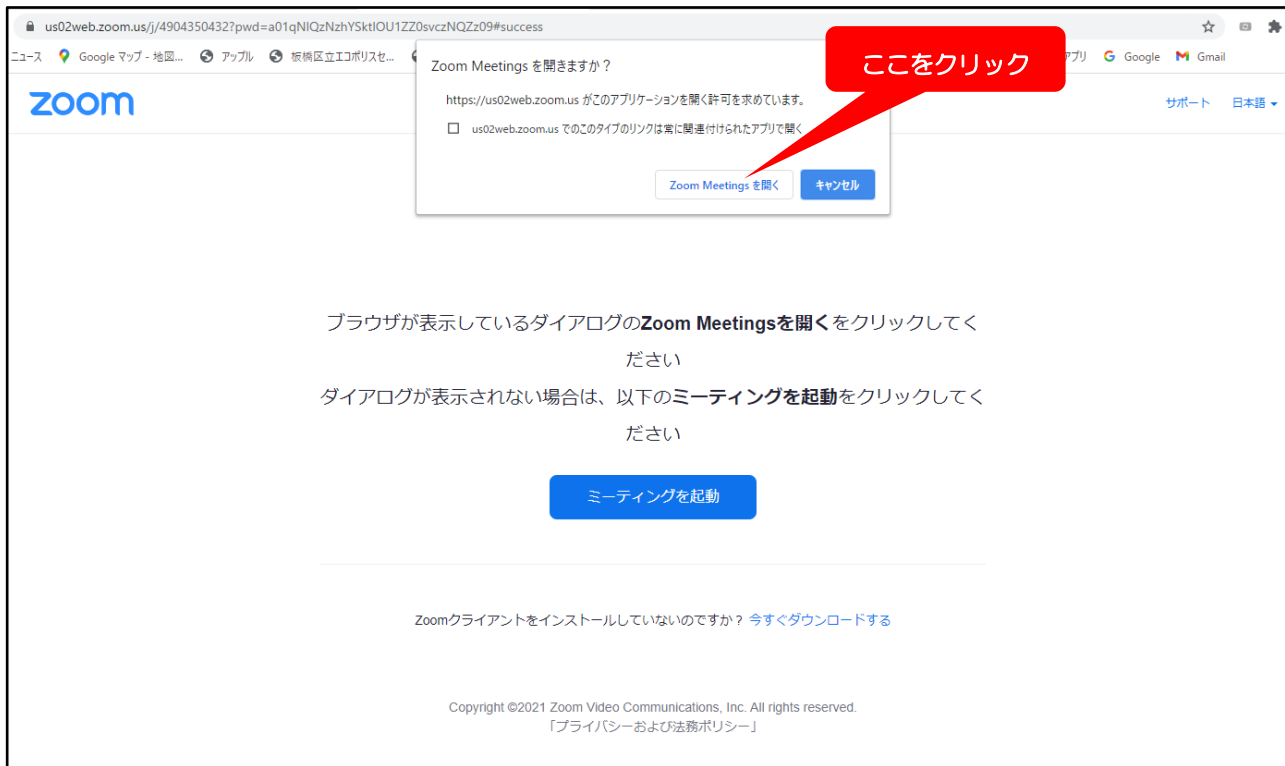 us02web.zoom.us/j/4904350432?pwd=a01qNlQzNzhYSktIOU1ZZ0svczNQZz09#success
ニュース Google マップ - 地図... アップル 板橋区立エコポリスセ... アプリ Google Gmail
Zoom Meetings を開きますか？
ここをクリック
https://us02web.zoom.us がこのアプリケーションを開く許可を求めています。
us02web.zoom.us でのこのタイプのリンクは常に関連付けられたアプリで開く
Zoom Meetings を開く キャンセル
zoom サポート 日本語
ブラウザが表示しているダイアログのZoom Meetingsを開くをクリックしてく
ださい
ダイアログが表示されない場合は、以下のミーティングを起動をクリックしてく
ださい
ミーティングを起動
Zoomクライアントをインストールしていないのですか？ 今すぐダウンロードする
Copyright ©2021 Zoom Video Communications, Inc. All rights reserved.
「プライバシーおよび法務ポリシー」